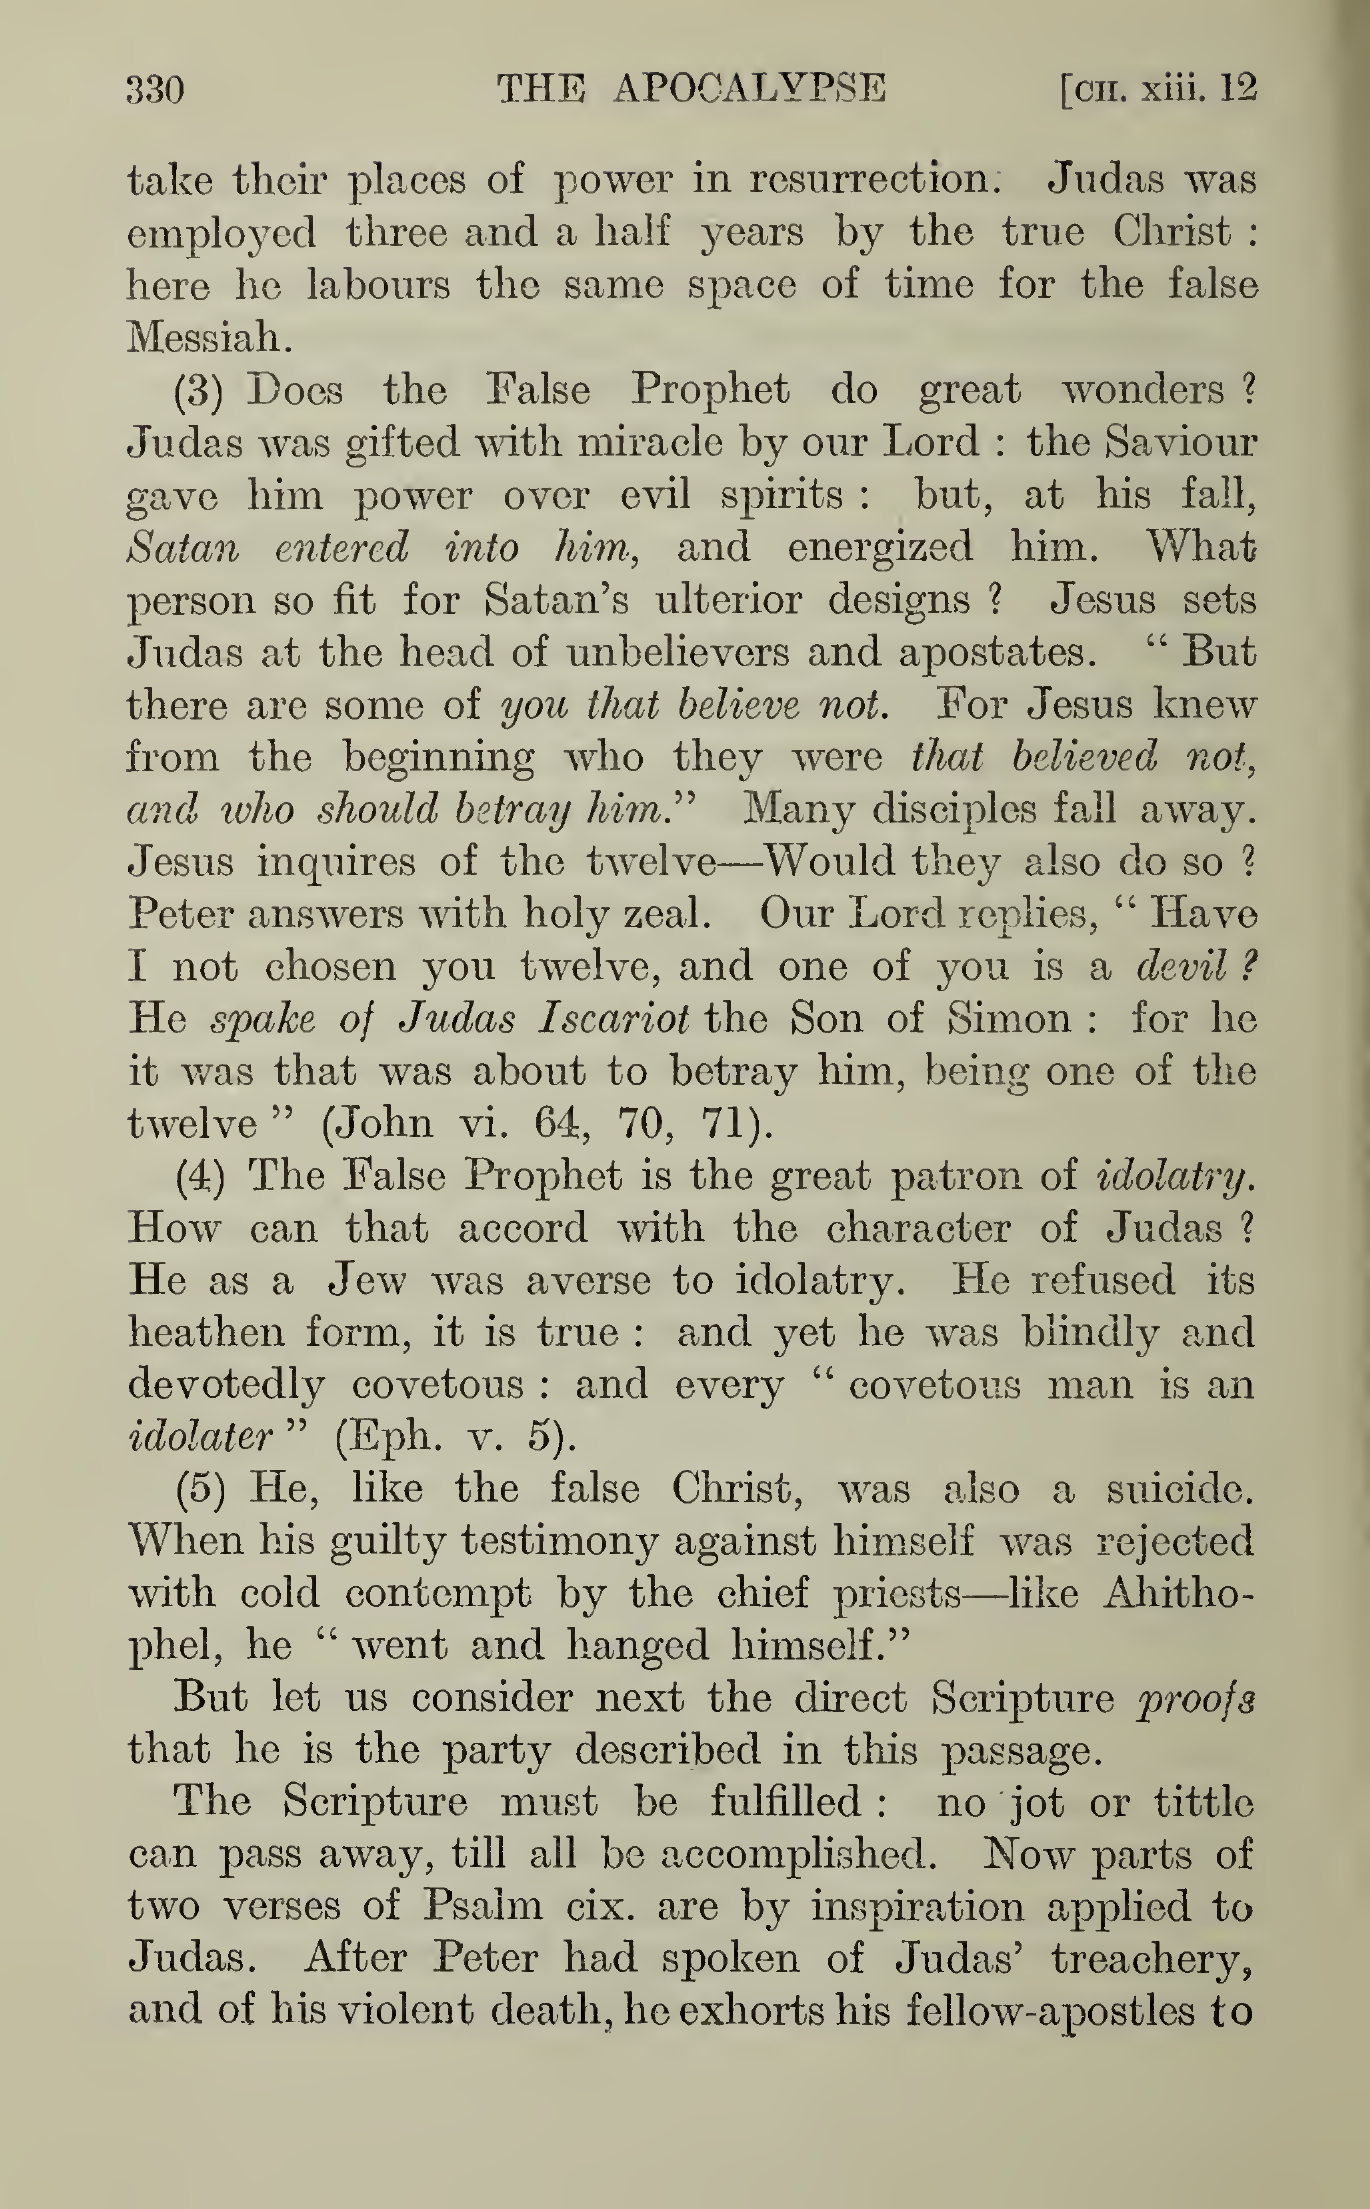 330 THE APOCALYPSE [CH. xiii. 12
take their places of power in resurrection. Judas was
employed three and a half years by the true Christ :
here he labours the same space of time for the false
Messiah.
(3) Does the False Prophet do great wonders ?
Judas was gifted with miracle by our Lord : the Saviour
gave him power over evil spirits : but, at his fall,
Satan entered into him, and energized him. What
person so fit for Satan's ulterior designs ? Jesus sets
Judas at the head of unbelievers and apostates. “ But
there are some of you that believe not. For Jesus knew
from the beginning who they were that believed not,
and who should betray him.” Many disciples fall away.
Jesus inquires of the twelve—Would they also do so ?
Peter answers with holy zeal. Our Lord replies, “ Have
I not chosen you twelve, and one of you is a devil ?
He spake of Judas Iscariot the Son of Simon : for he
it was that was about to betray him, being one of the
twelve ” (John vi. 64, 70, 71).
(4) The False Prophet is the great patron of idolatry.
How can that accord with the character of Judas ?
He as a Jew was averse to idolatry. He refused its
heathen form, it is true : and yet he was blindly and
devotedly covetous : and every “ covetous man is an
idolater ” (Eph. v. 5).
(5) He, like the false Christ, was also a suicide.
When his guilty testimony against himself was rejected
with cold contempt by the chief priests—like Ahitho-
phel, he “ went and hanged himself.”
But let us consider next the direct Scripture proofs
that he is the party described in this passage.
The Scripture must be fulfilled : no jot or tittle
can pass away, till all be accomplished. Now parts of
two verses of Psalm cix. are by inspiration applied to
Judas. After Peter had spoken of Judas’ treachery,
and of his violent death, he exhorts his fellow-apostles to